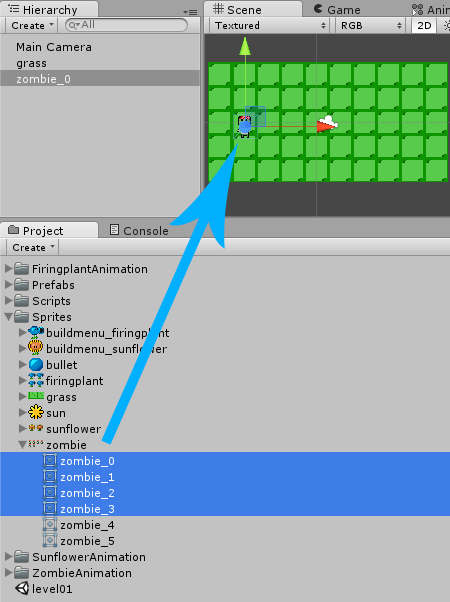 Hierarchy
Create All
Main Camera
grass
zombie_0
Scene Game
Textured RGB 2D
Project Console
Create
FiringplantAnimation
Prefabs
Scripts
Sprites
buildmenu_firingplant
buildmenu_sunflower
bullet
firingplant
grass
sun
sunflower
zombie
zombie_0
zombie_1
zombie_2
zombie_3
zombie_4
zombie_5
SunflowerAnimation
ZombieAnimation
level01